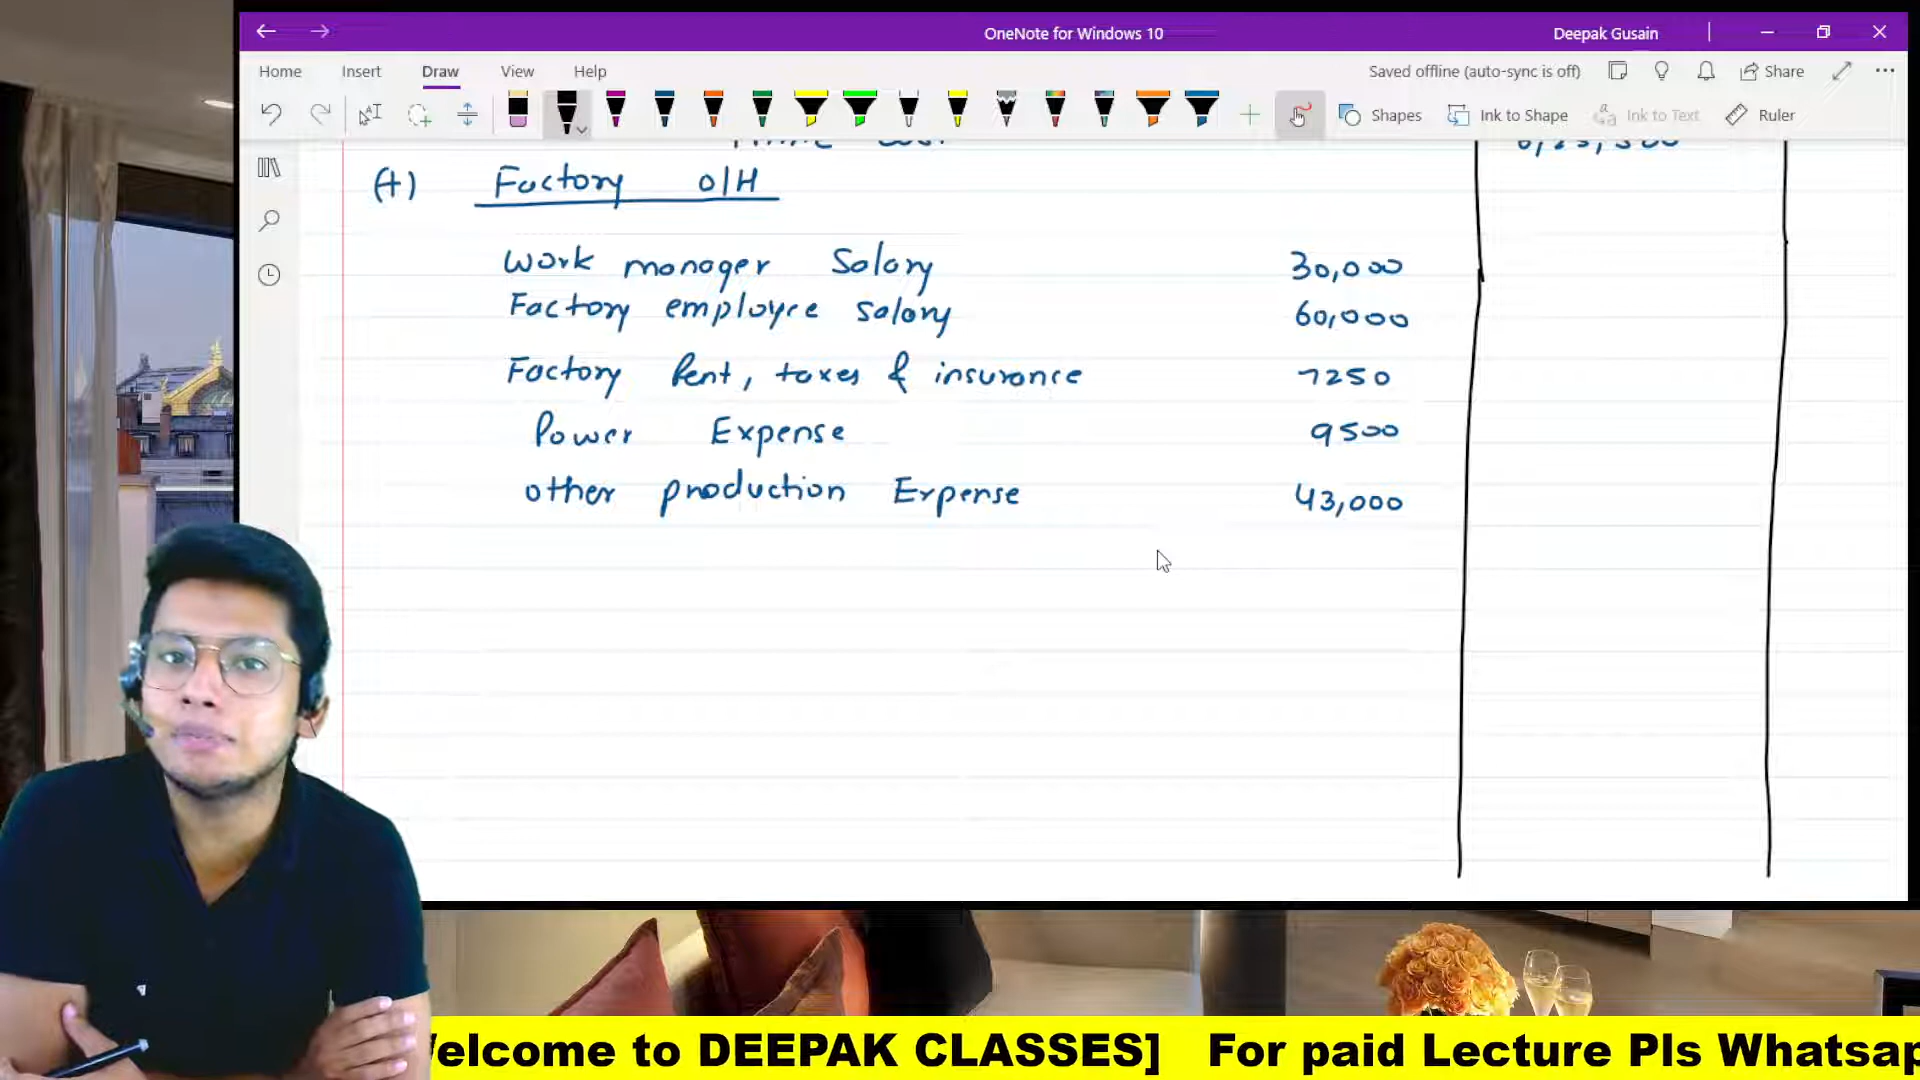 OneNote for Windows 10
Deepak Gusain
Home Insert Draw View Help
Saved offline (auto-sync is off)
Share
Shapes
Ink to Shape
Ink to Text
Ruler
Cost
(+) Factory O/H
Work manager Salary 30,000
Factory employee salary 60,000
Factory Rent, taxes & insurance 7250
Power Expense 9500
other production Expense 43,000
elcome to DEEPAK CLASSES] For paid Lecture Pls Whatsap